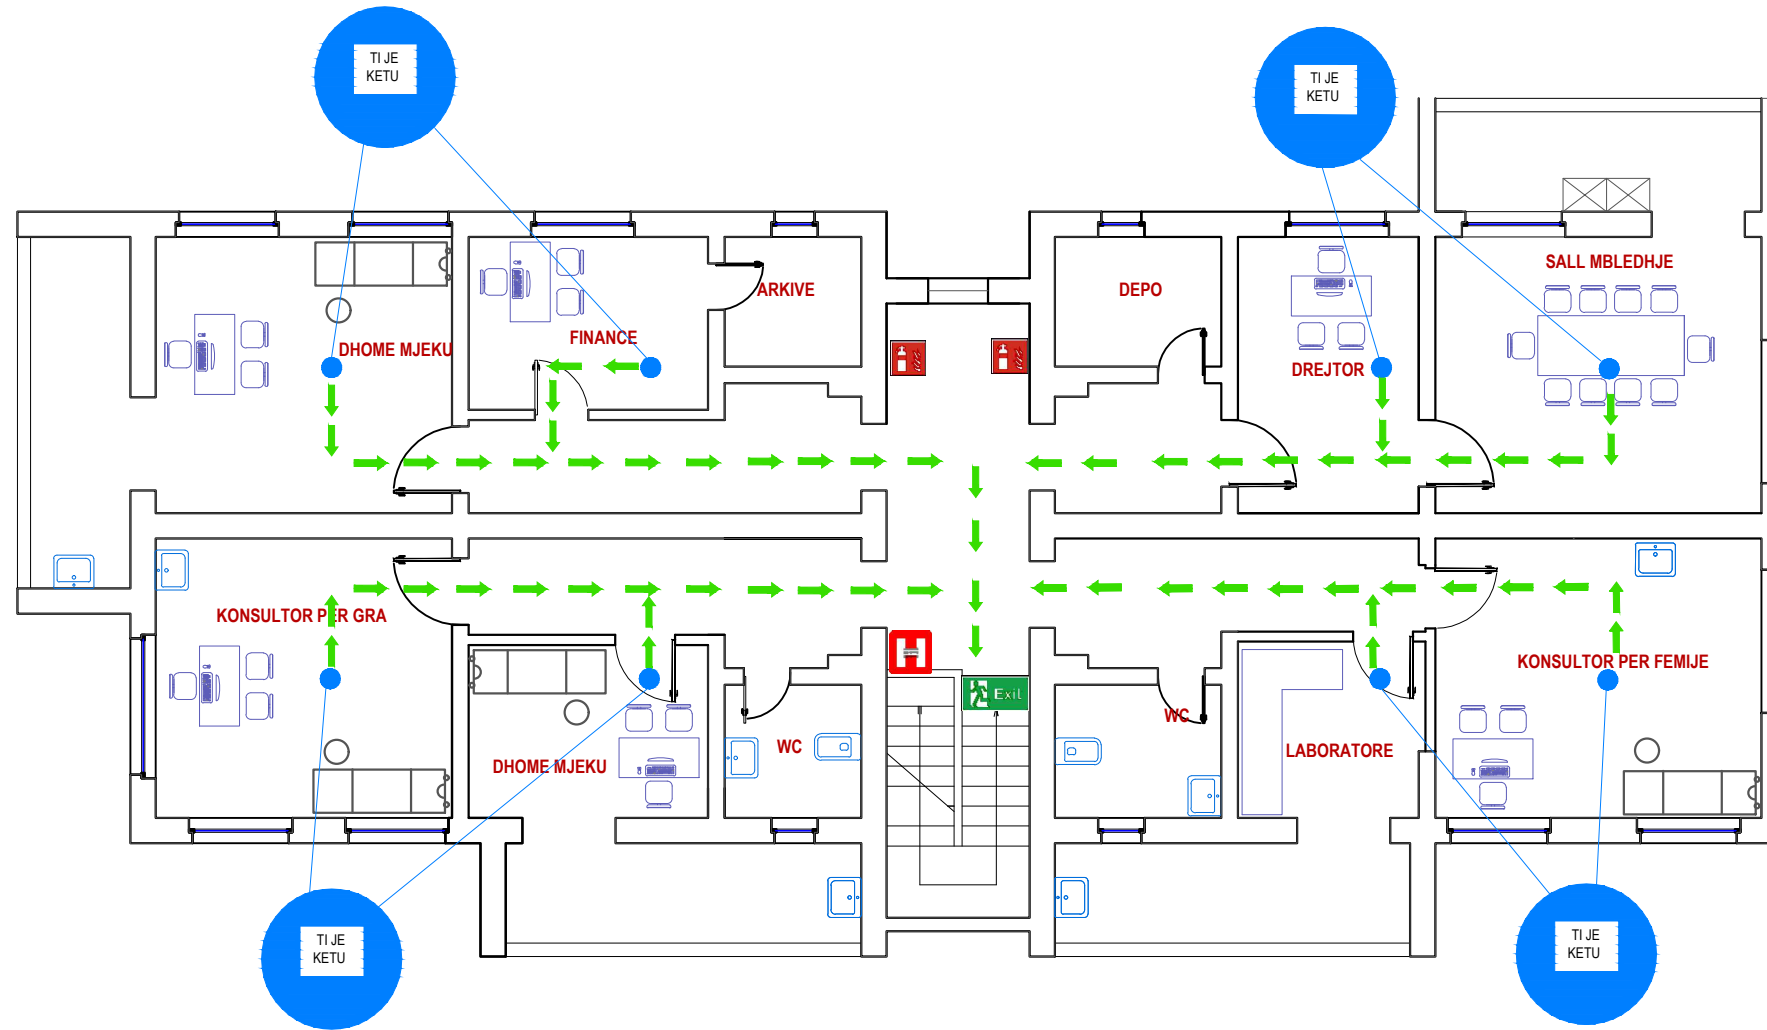 TI JE
KETU
TI JE
KETU
SALL MBLEDHJE
ARKIVE
DEPO
FINANCE
DHOME MJEKU
DREJTOR
KONSULTOR PER GRA
KONSULTOR PER FEMIJE
Exit
WC
WC
LABORATORE
DHOME MJEKU
TI JE
KETU
TI JE
KETU